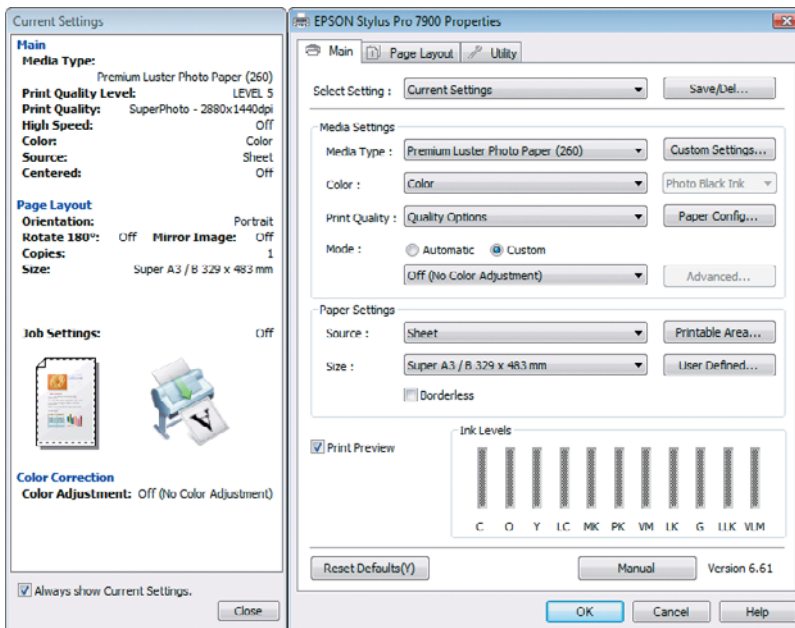 Current Settings
Main
Media Type:
Premium Luster Photo Paper (260)
Print Quality Level: LEVEL 5
Print Quality: SuperPhoto - 2880x1440dpi
High Speed: Off
Color: Color
Source: Sheet
Centered: Off
Page Layout
Orientation: Portrait
Rotate 180°: Off Mirror Image: Off
Copies: 1
Size: Super A3 / B 329 x 483 mm
Job Settings: Off
A
Color Correction
Color Adjustment: Off (No Color Adjustment)
Always show Current Settings.
Close
EPSON Stylus Pro 7900 Properties
Main Page Layout Utility
Select Setting : Current Settings Save/Del...
Media Settings
Media Type : Premium Luster Photo Paper (260) Custom Settings...
Color : Color Photo Black Ink
Print Quality : Quality Options Paper Config...
Mode : Automatic Custom
Off (No Color Adjustment) Advanced...
Paper Settings
Source : Sheet Printable Area...
Size : Super A3 / B 329 x 483 mm User Defined...
Borderless
Print Preview
Ink Levels
C O Y LC MK PK VM LK G LLK VLM
Reset Defaults(Y) Manual Version 6.61
OK Cancel Help